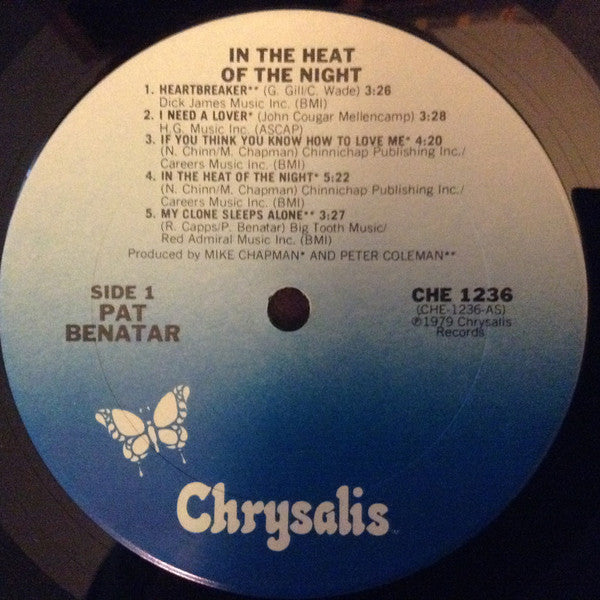 IN THE HEAT
OF THE NIGHT
1. HEARTBREAKER** (G. Gill/C. Wade) 3:26
Dick James Music Inc. (BMI)
2. I NEED A LOVER* (John Cougar Mellencamp) 3:28
H.G. Music Inc. (ASCAP)
3. IF YOU THINK YOU KNOW HOW TO LOVE ME* 4:20
(N. Chinn/M. Chapman) Chinnichap Publishing Inc./
Careers Music Inc. (BMI)
4. IN THE HEAT OF THE NIGHT* 5:22
(N. Chinn/M. Chapman) Chinnichap Publishing Inc./
Careers Music Inc. (BMI)
5. MY CLONE SLEEPS ALONE** 3:27
(R. Capps/P. Benatar) Big Tooth Music/
Red Admiral Music Inc. (BMI)
Produced by MIKE CHAPMAN* AND PETER COLEMAN**
SIDE 1
PAT
BENATAR
CHE 1236
(CHE-1236-AS)
℗1979 Chrysalis
Records
Chrysalis